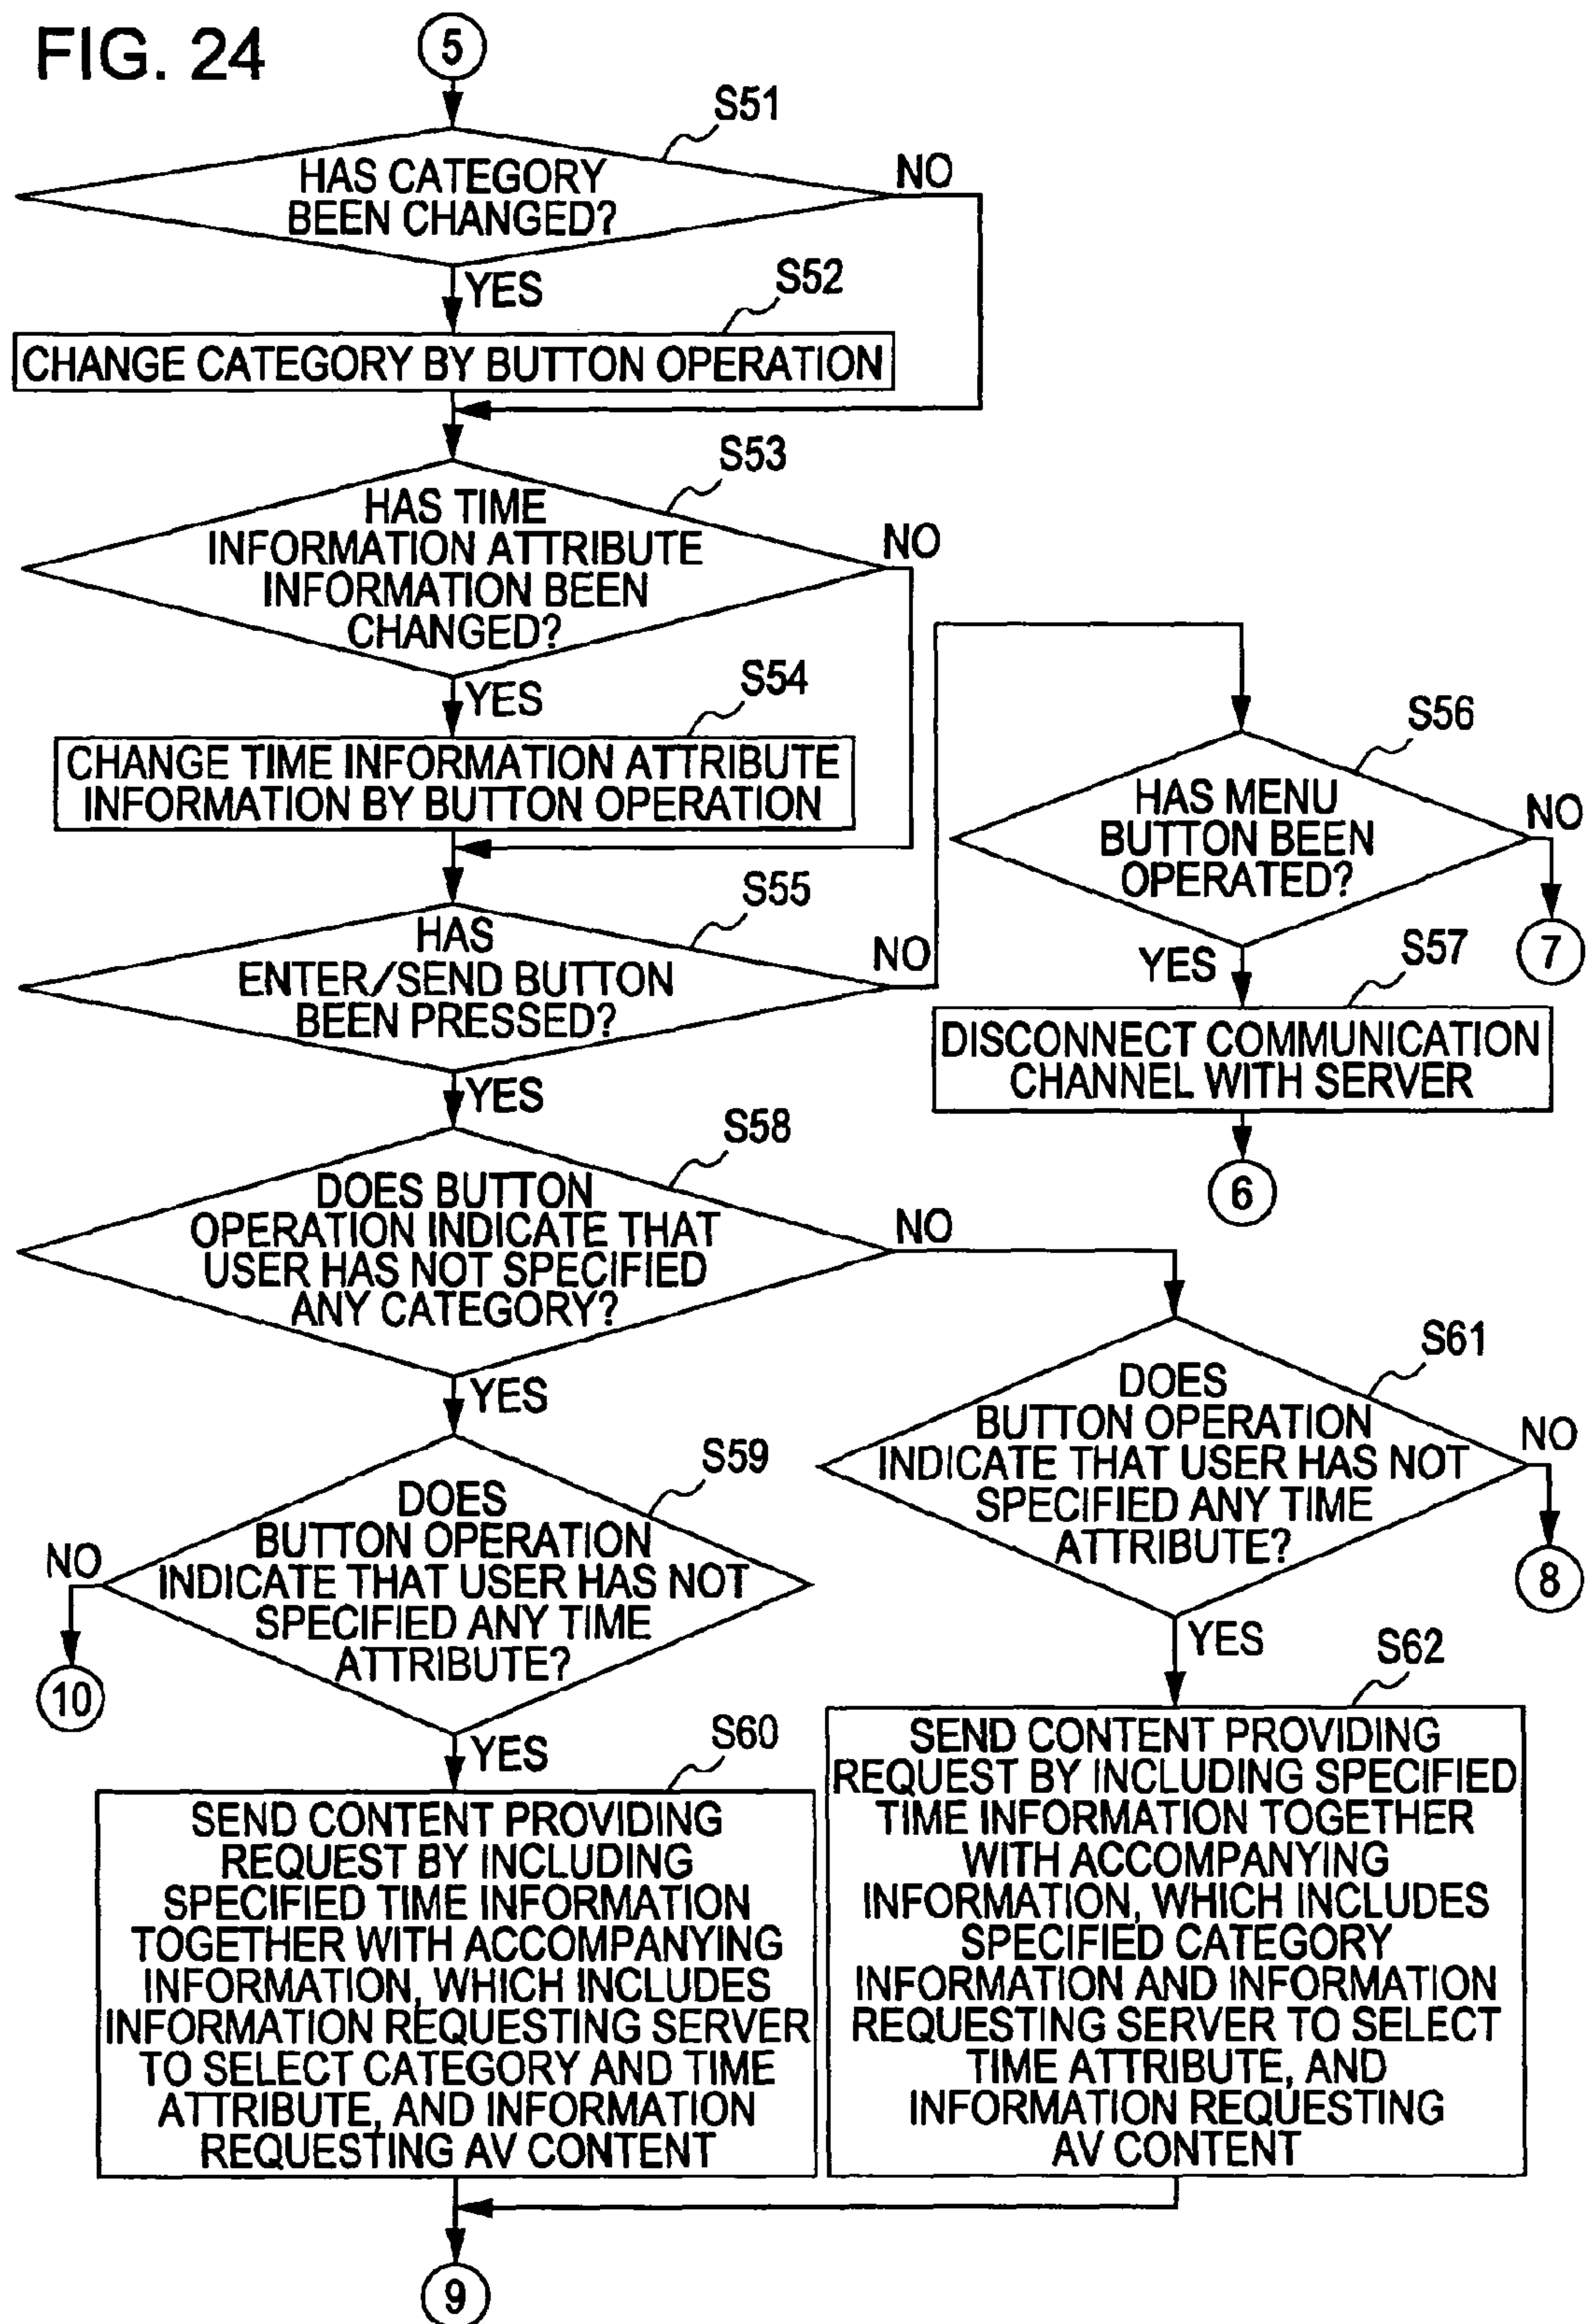 FIG. 24
5
S51
HAS CATEGORY
BEEN CHANGED?
NO
YES
S52
CHANGE CATEGORY BY BUTTON OPERATION
S53
HAS TIME
INFORMATION ATTRIBUTE
INFORMATION BEEN
CHANGED?
NO
YES
S54
CHANGE TIME INFORMATION ATTRIBUTE
INFORMATION BY BUTTON OPERATION
S55
HAS
ENTER/SEND BUTTON
BEEN PRESSED?
NO
YES
S56
HAS MENU
BUTTON BEEN
OPERATED?
NO
7
YES
S57
DISCONNECT COMMUNICATION
CHANNEL WITH SERVER
6
S58
DOES BUTTON
OPERATION INDICATE THAT
USER HAS NOT SPECIFIED
ANY CATEGORY?
NO
YES
S59
DOES
BUTTON OPERATION
INDICATE THAT USER HAS NOT
SPECIFIED ANY TIME
ATTRIBUTE?
NO
10
YES
S60
SEND CONTENT PROVIDING
REQUEST BY INCLUDING
SPECIFIED TIME INFORMATION
TOGETHER WITH ACCOMPANYING
INFORMATION, WHICH INCLUDES
INFORMATION REQUESTING SERVER
TO SELECT CATEGORY AND TIME
ATTRIBUTE, AND INFORMATION
REQUESTING AV CONTENT
S61
DOES
BUTTON OPERATION
INDICATE THAT USER HAS NOT
SPECIFIED ANY TIME
ATTRIBUTE?
NO
8
YES
S62
SEND CONTENT PROVIDING
REQUEST BY INCLUDING SPECIFIED
TIME INFORMATION TOGETHER
WITH ACCOMPANYING
INFORMATION, WHICH INCLUDES
SPECIFIED CATEGORY
INFORMATION AND INFORMATION
REQUESTING SERVER TO SELECT
TIME ATTRIBUTE, AND
INFORMATION REQUESTING
AV CONTENT
9